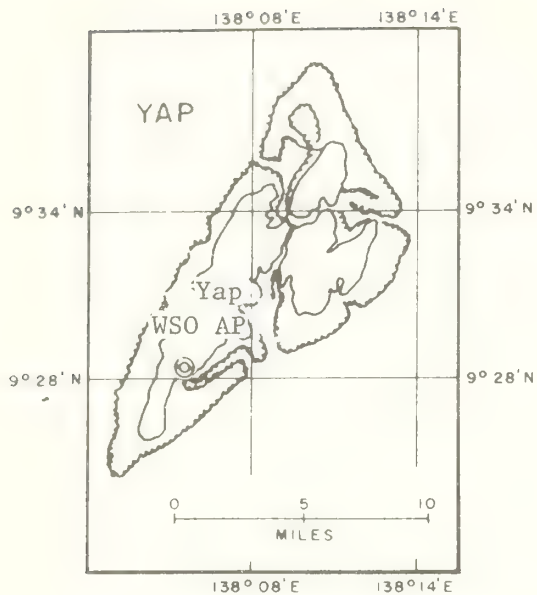 138° 08' E 138° 14' E
YAP
9° 34' N 9° 34' N
Yap
WSO AP
9° 28' N 9° 28' N
0 5 10
MILES
138° 08' E 138° 14' E